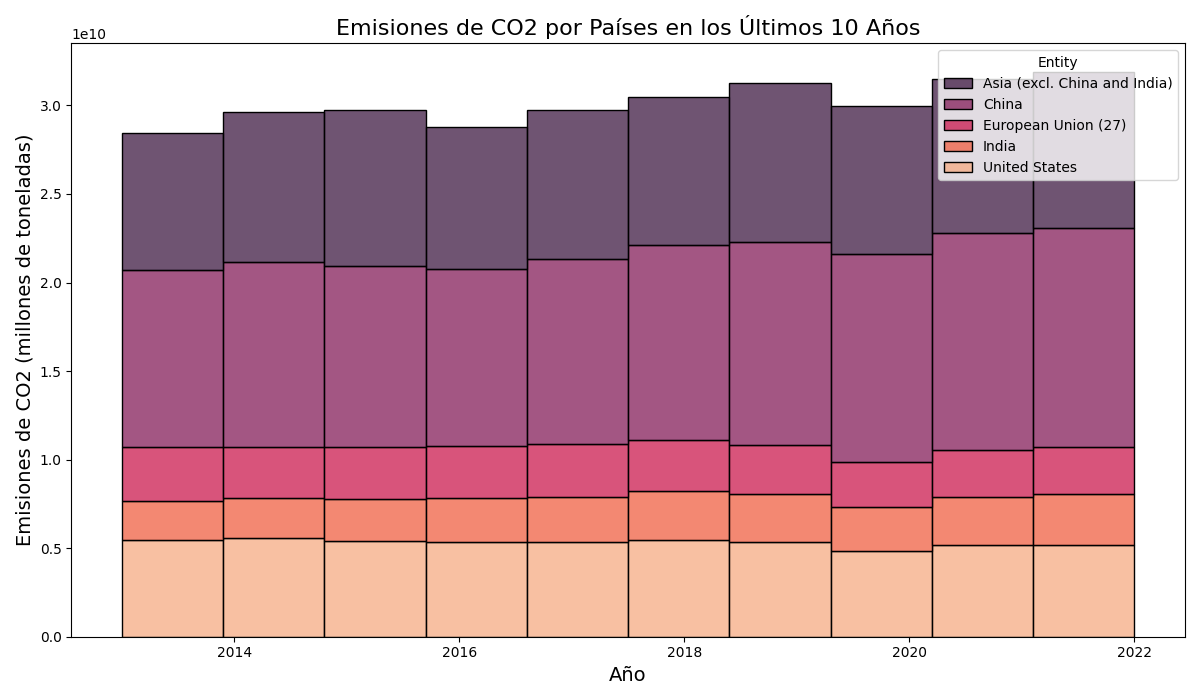 Emisiones de CO2 por Países en los Últimos 10 Años
1e10
Entity
Asia (excl. China and India)
China
European Union (27)
India
United States
3.0
2.5
2.0
1.5
1.0
0.5
0.0
Emisiones de CO2 (millones de toneladas)
2014 2016 2018 2020 2022
Año